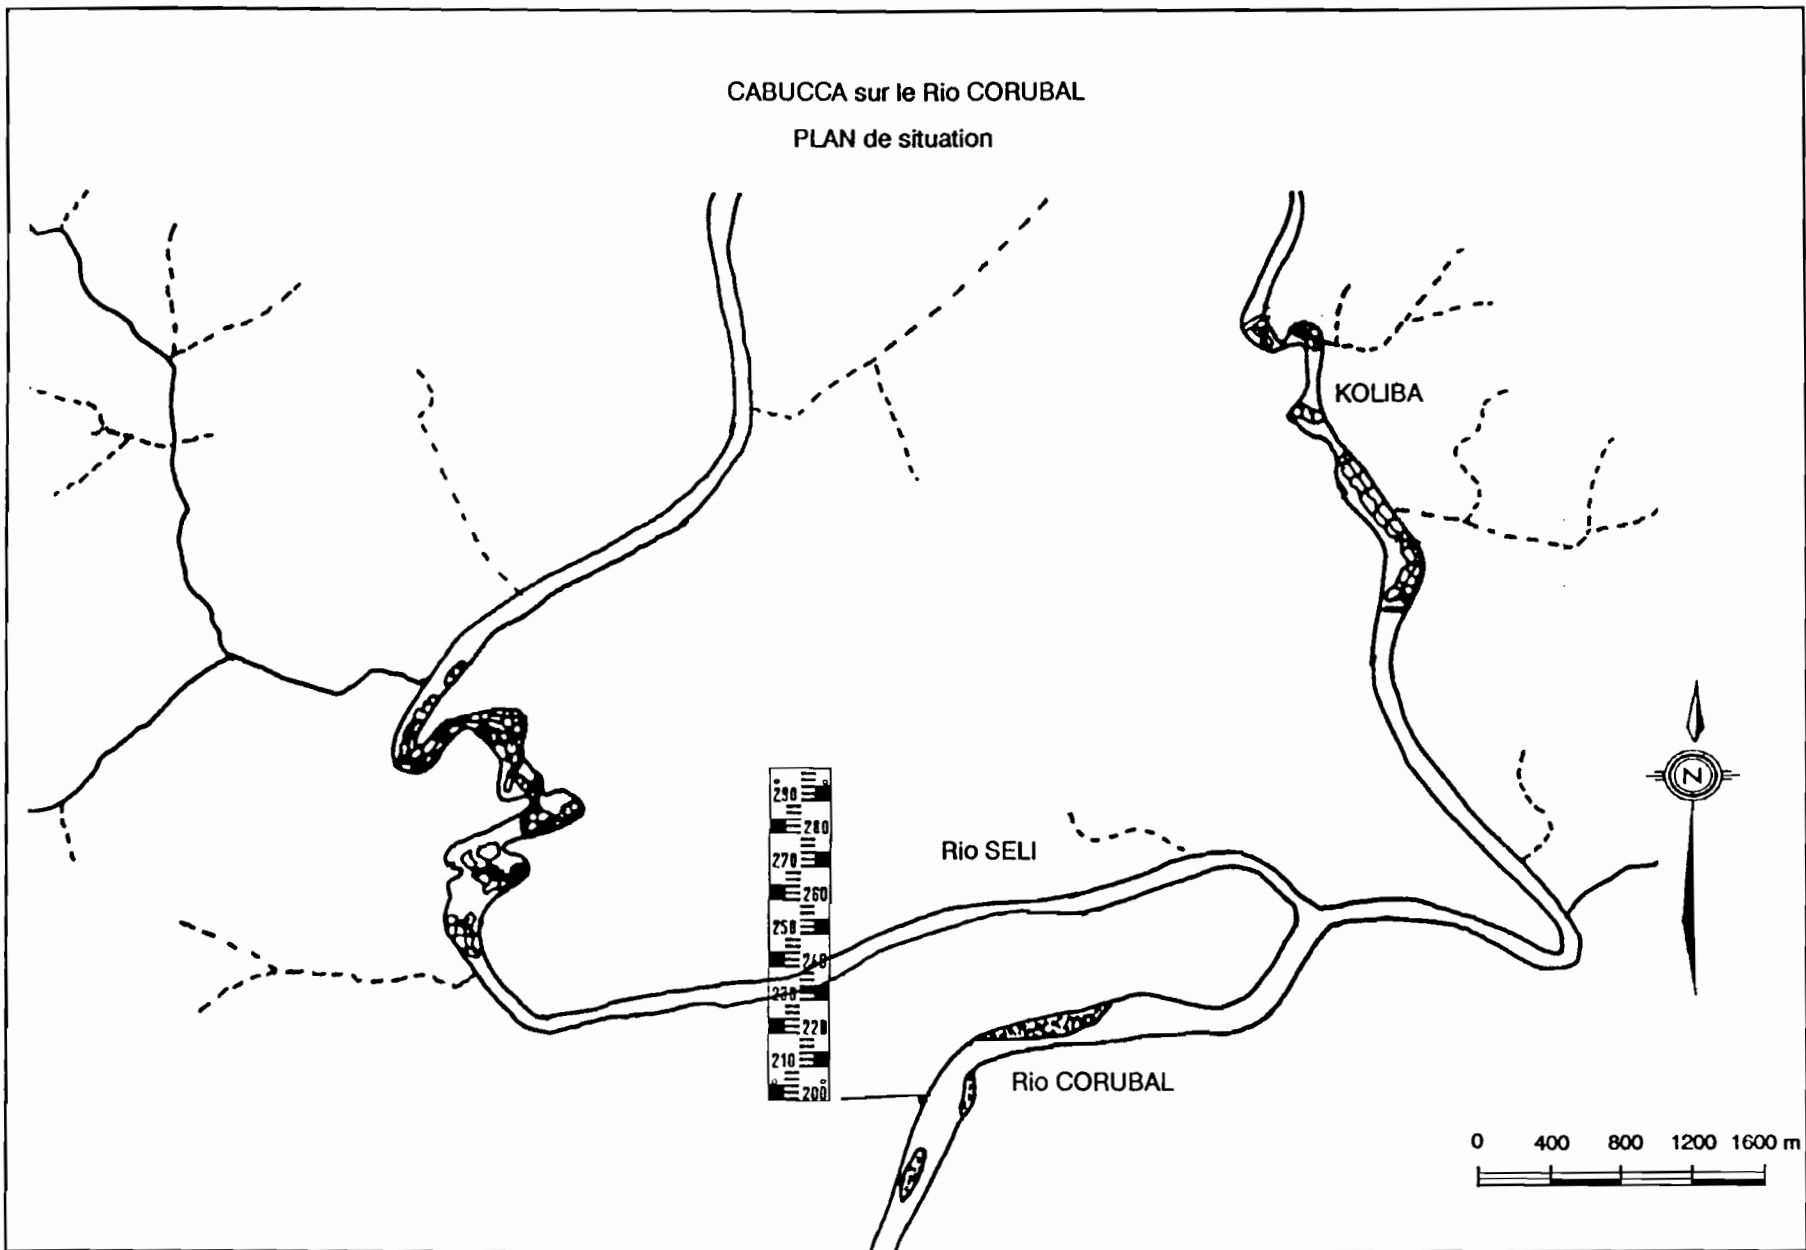 CABUCCA sur le Rio CORUBAL
PLAN de situation
KOLIBA
N
290
280
270
260
250
240
230
220
210
200
Rio SELI
Rio CORUBAL
0 400 800 1200 1600 m